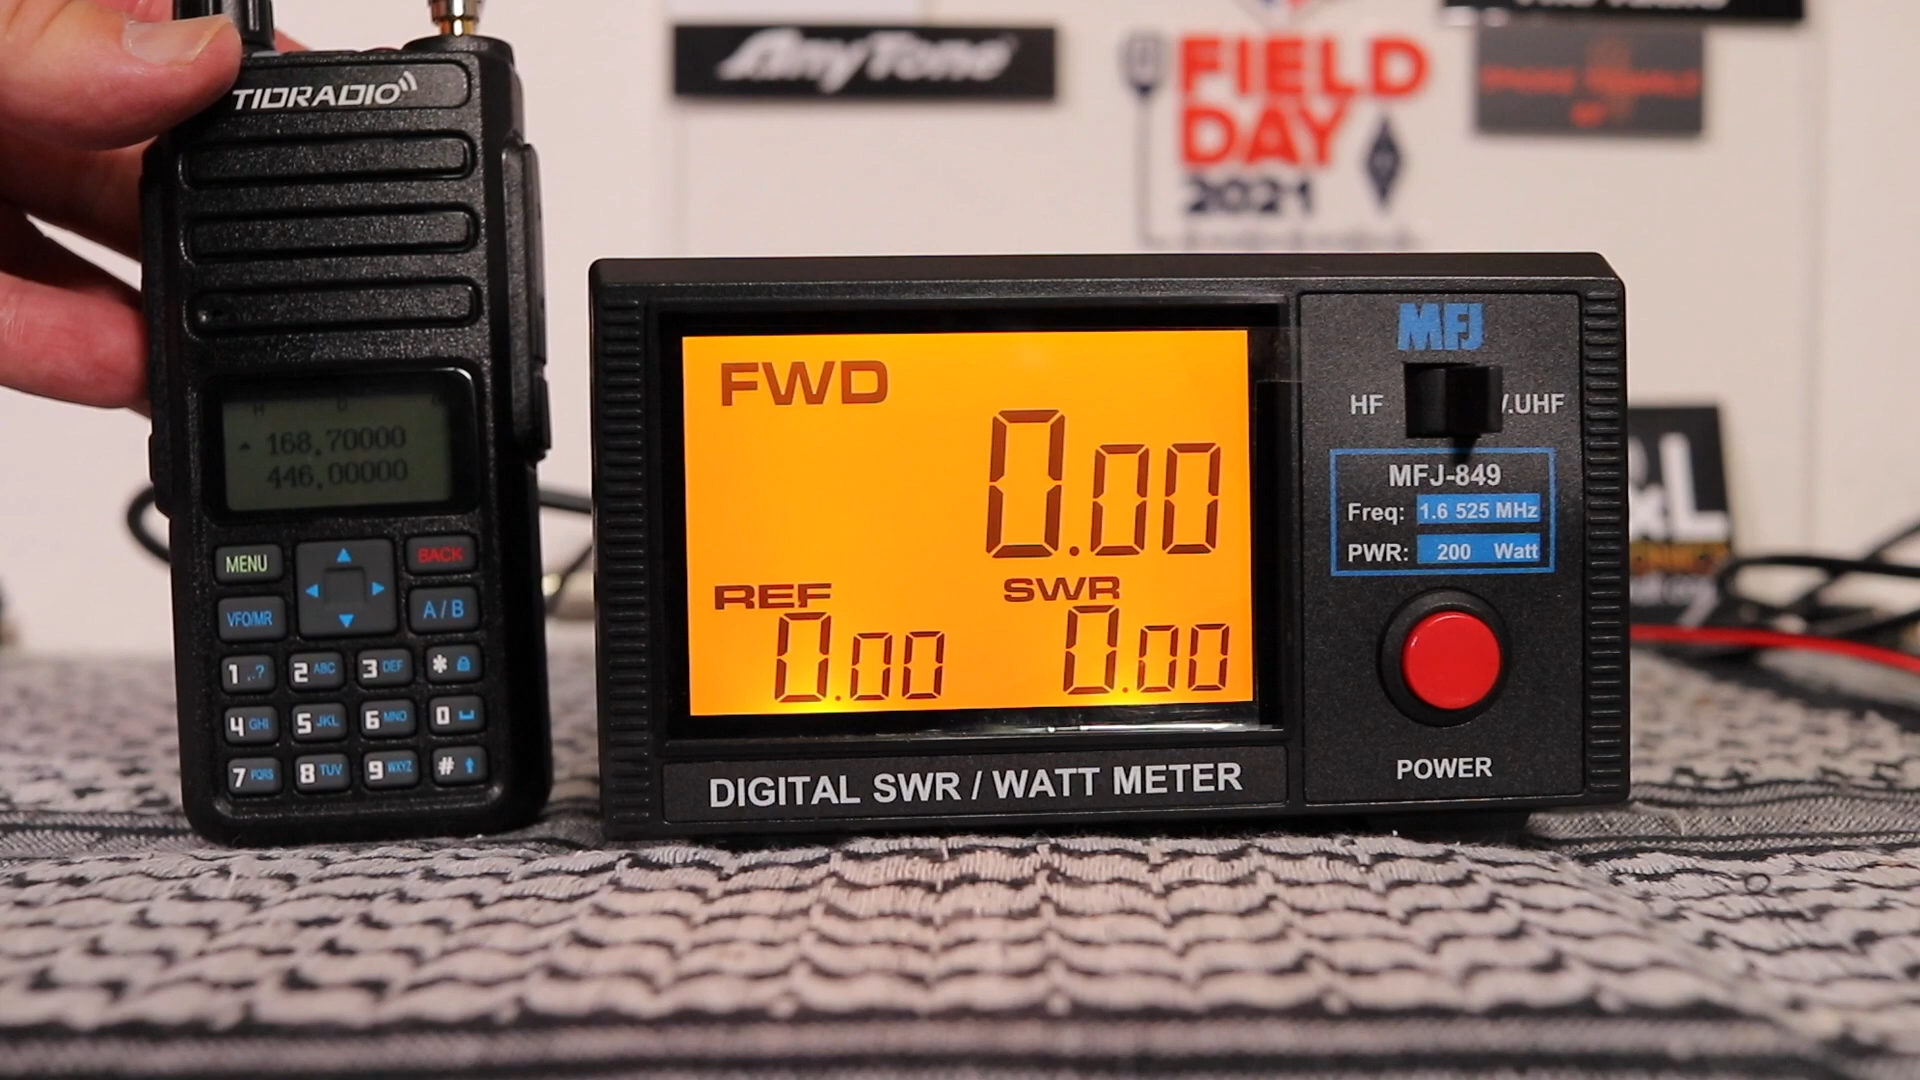 TIDRADIO
168.70000
446.00000
MENU
BACK
VFO/MR
A/B
1 ,.?
2 ABC
3 DEF
*
4 GHI
5 JKL
6 MNO
0
7 PQRS
8 TUV
9 WXYZ
#
AnyTone
FIELD
DAY
2021
FWD
0.00
REF
0.00
SWR
0.00
DIGITAL SWR / WATT METER
MFJ
HF
V.UHF
MFJ-849
Freq: 1.6 525 MHz
PWR: 200 Watt
POWER